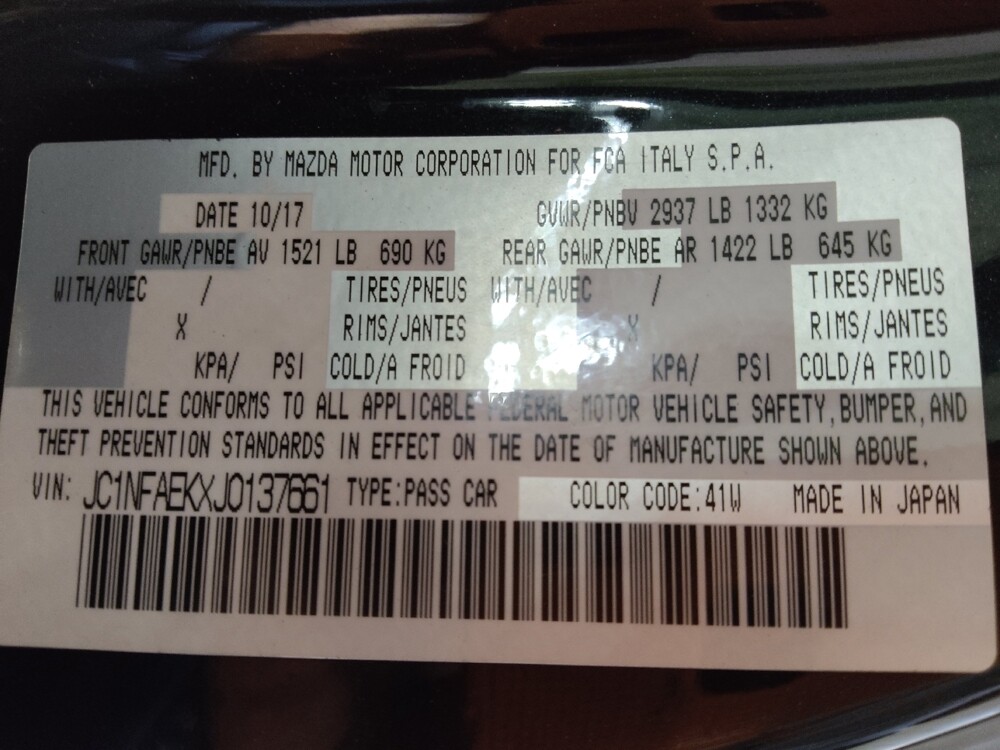 MFD. BY MAZDA MOTOR CORPORATION FOR FCA ITALY S.P.A.
DATE 10/17 GVWR/PNBV 2937 LB 1332 KG
FRONT GAWR/PNBE AV 1521 LB 690 KG REAR GAWR/PNBE AR 1422 LB 645 KG
WITH/AVEC / TIRES/PNEUS WITH/AVEC / TIRES/PNEUS
X RIMS/JANTES X RIMS/JANTES
KPA/ PSI COLD/A FROID KPA/ PSI COLD/A FROID
THIS VEHICLE CONFORMS TO ALL APPLICABLE FEDERAL MOTOR VEHICLE SAFETY, BUMPER, AND
THEFT PREVENTION STANDARDS IN EFFECT ON THE DATE OF MANUFACTURE SHOWN ABOVE.
VIN: JC1NFAEKXJ0137661 TYPE:PASS CAR COLOR CODE:41W MADE IN JAPAN